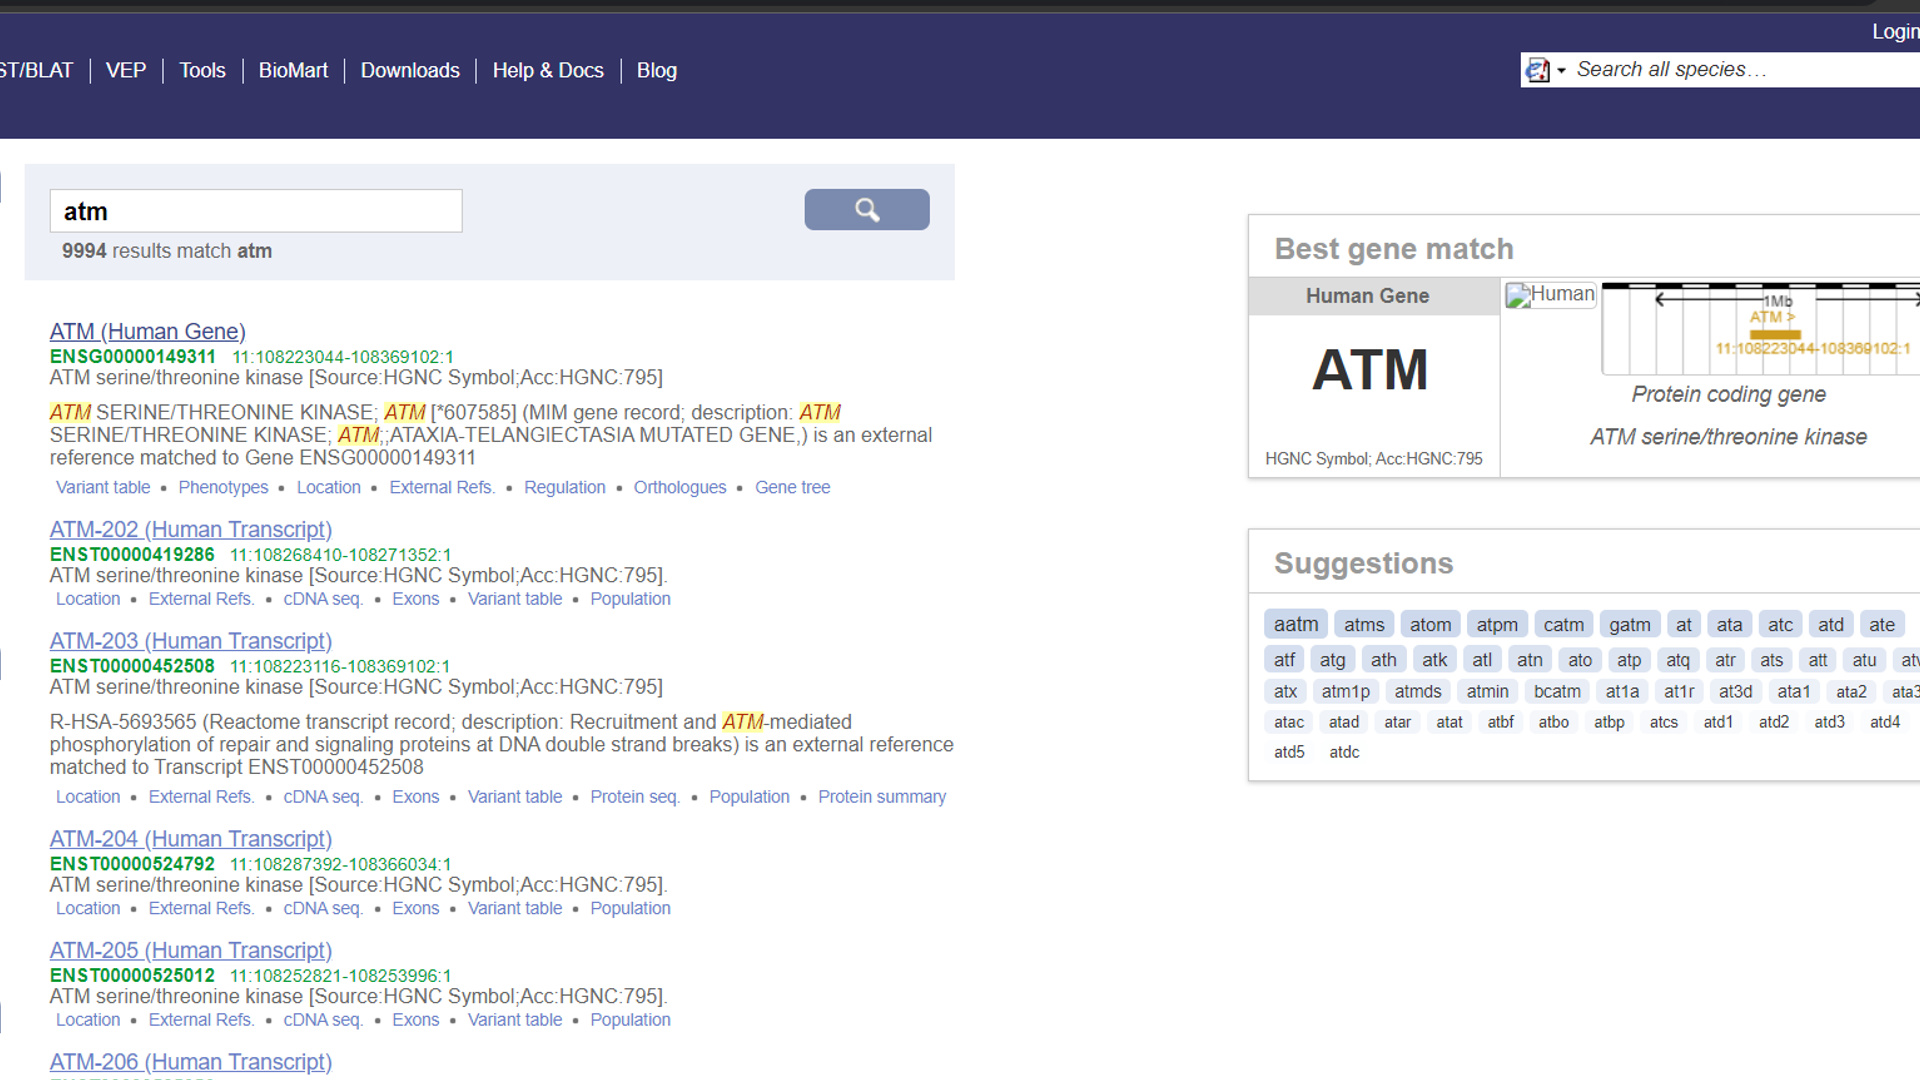 Login
ST/BLAT VEP Tools BioMart Downloads Help & Docs Blog
Search all species…
atm
9994 results match atm
ATM (Human Gene)
ENSG00000149311 11:108223044-108369102:1
ATM serine/threonine kinase [Source:HGNC Symbol;Acc:HGNC:795]
ATM SERINE/THREONINE KINASE; ATM [*607585] (MIM gene record; description: ATM
SERINE/THREONINE KINASE; ATM;;ATAXIA-TELANGIECTASIA MUTATED GENE,) is an external
reference matched to Gene ENSG00000149311
Variant table • Phenotypes • Location • External Refs. • Regulation • Orthologues • Gene tree
ATM-202 (Human Transcript)
ENST00000419286 11:108268410-108271352:1
ATM serine/threonine kinase [Source:HGNC Symbol;Acc:HGNC:795].
Location • External Refs. • cDNA seq. • Exons • Variant table • Population
ATM-203 (Human Transcript)
ENST00000452508 11:108223116-108369102:1
ATM serine/threonine kinase [Source:HGNC Symbol;Acc:HGNC:795]
R-HSA-5693565 (Reactome transcript record; description: Recruitment and ATM-mediated
phosphorylation of repair and signaling proteins at DNA double strand breaks) is an external reference
matched to Transcript ENST00000452508
Location • External Refs. • cDNA seq. • Exons • Variant table • Protein seq. • Population • Protein summary
ATM-204 (Human Transcript)
ENST00000524792 11:108287392-108366034:1
ATM serine/threonine kinase [Source:HGNC Symbol;Acc:HGNC:795].
Location • External Refs. • cDNA seq. • Exons • Variant table • Population
ATM-205 (Human Transcript)
ENST00000525012 11:108252821-108253996:1
ATM serine/threonine kinase [Source:HGNC Symbol;Acc:HGNC:795].
Location • External Refs. • cDNA seq. • Exons • Variant table • Population
ATM-206 (Human Transcript)
Best gene match
Human Gene
ATM
HGNC Symbol; Acc:HGNC:795
Human
1Mb
ATM >
11:108223044-108369102:1
Protein coding gene
ATM serine/threonine kinase
Suggestions
aatm atms atom atpm catm gatm at ata atc atd ate
atf atg ath atk atl atn ato atp atq atr ats att atu
atx atm1p atmds atmin bcatm at1a at1r at3d ata1 ata2 ata3
atac atad atar atat atbf atbo atbp atcs atd1 atd2 atd3 atd4
atd5 atdc